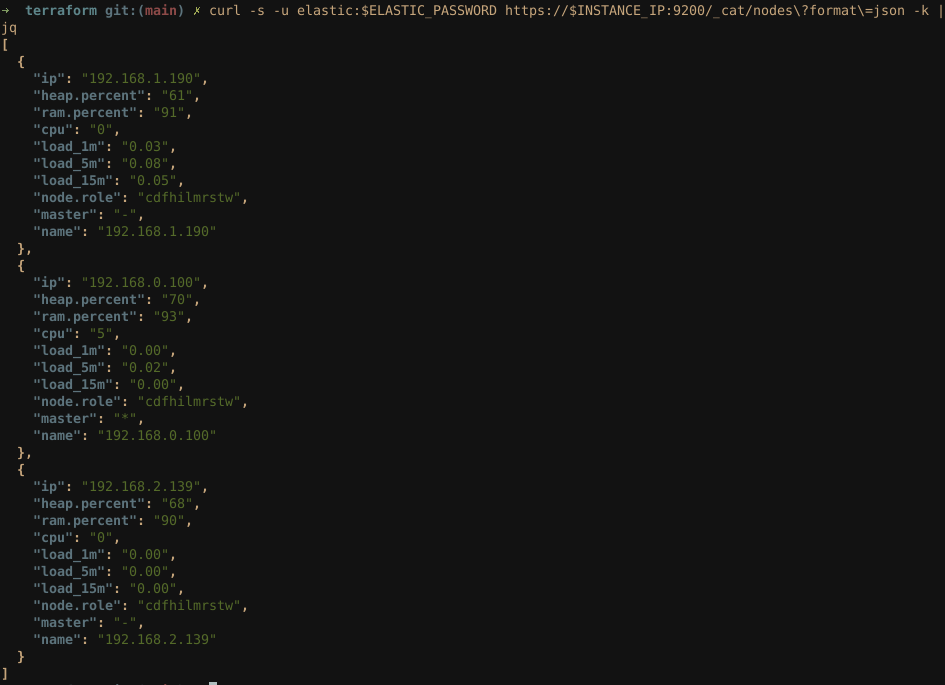 →  terraform git:(main) ✗ curl -s -u elastic:$ELASTIC_PASSWORD https://$INSTANCE_IP:9200/_cat/nodes\?format\=json -k |
jq
[
  {
    "ip": "192.168.1.190",
    "heap.percent": "61",
    "ram.percent": "91",
    "cpu": "0",
    "load_1m": "0.03",
    "load_5m": "0.08",
    "load_15m": "0.05",
    "node.role": "cdfhilmrstw",
    "master": "-",
    "name": "192.168.1.190"
  },
  {
    "ip": "192.168.0.100",
    "heap.percent": "70",
    "ram.percent": "93",
    "cpu": "5",
    "load_1m": "0.00",
    "load_5m": "0.02",
    "load_15m": "0.00",
    "node.role": "cdfhilmrstw",
    "master": "*",
    "name": "192.168.0.100"
  },
  {
    "ip": "192.168.2.139",
    "heap.percent": "68",
    "ram.percent": "90",
    "cpu": "0",
    "load_1m": "0.00",
    "load_5m": "0.00",
    "load_15m": "0.00",
    "node.role": "cdfhilmrstw",
    "master": "-",
    "name": "192.168.2.139"
  }
]